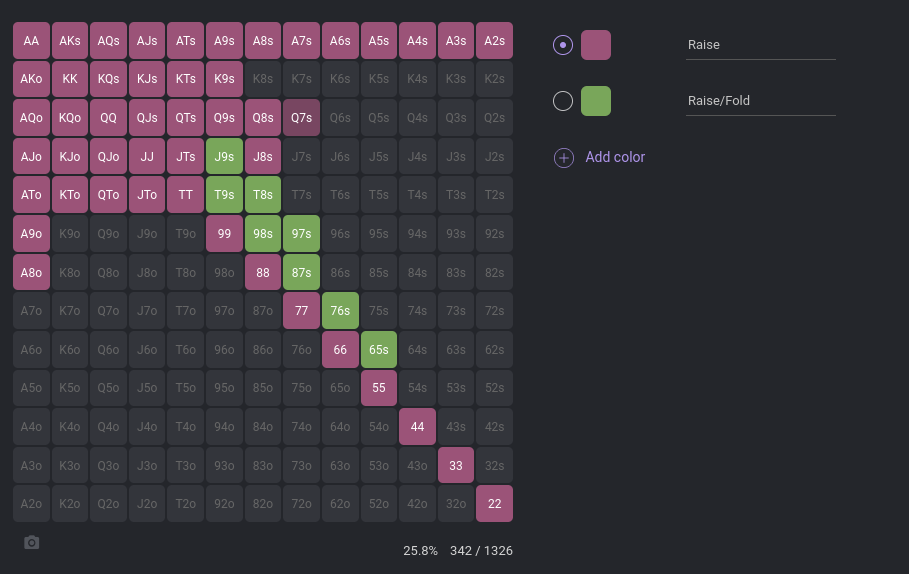 AA AKs AQs AJs ATs A9s A8s A7s A6s A5s A4s A3s A2s
Raise
AKo KK KQs KJs KTs K9s K8s K7s K6s K5s K4s K3s K2s
Raise/Fold
AQo KQo QQ QJs QTs Q9s Q8s Q7s Q6s Q5s Q4s Q3s Q2s
AJo KJo QJo JJ JTs J9s J8s J7s J6s J5s J4s J3s J2s
Add color
ATo KTo QTo JTo TT T9s T8s T7s T6s T5s T4s T3s T2s
A9o K9o Q9o J9o T9o 99 98s 97s 96s 95s 94s 93s 92s
A8o K8o Q8o J8o T8o 98o 88 87s 86s 85s 84s 83s 82s
A7o K7o Q7o J7o T7o 97o 87o 77 76s 75s 74s 73s 72s
A6o K6o Q6o J6o T6o 96o 86o 76o 66 65s 64s 63s 62s
A5o K5o Q5o J5o T5o 95o 85o 75o 65o 55 54s 53s 52s
A4o K4o Q4o J4o T4o 94o 84o 74o 64o 54o 44 43s 42s
A3o K3o Q3o J3o T3o 93o 83o 73o 63o 53o 43o 33 32s
A2o K2o Q2o J2o T2o 92o 82o 72o 62o 52o 42o 32o 22
25.8% 342 / 1326